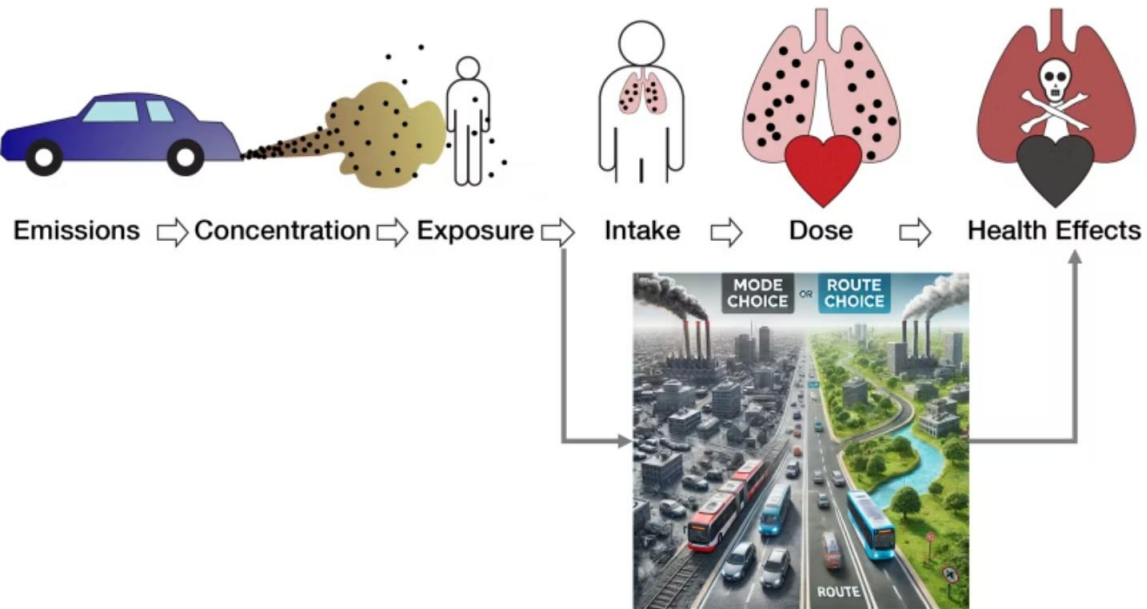 Emissions
Concentration
Exposure
Intake
Dose
Health Effects
MODE
CHOICE
OR
ROUTE
CHOICE
ROUTE